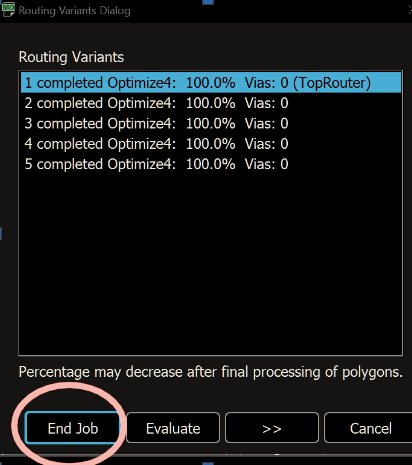 Routing Variants Dialog
Routing Variants
1 completed Optimize4: 100.0% Vias: 0 (TopRouter)
2 completed Optimize4: 100.0% Vias: 0
3 completed Optimize4: 100.0% Vias: 0
4 completed Optimize4: 100.0% Vias: 0
5 completed Optimize4: 100.0% Vias: 0
Percentage may decrease after final processing of polygons.
End Job Evaluate >> Cancel